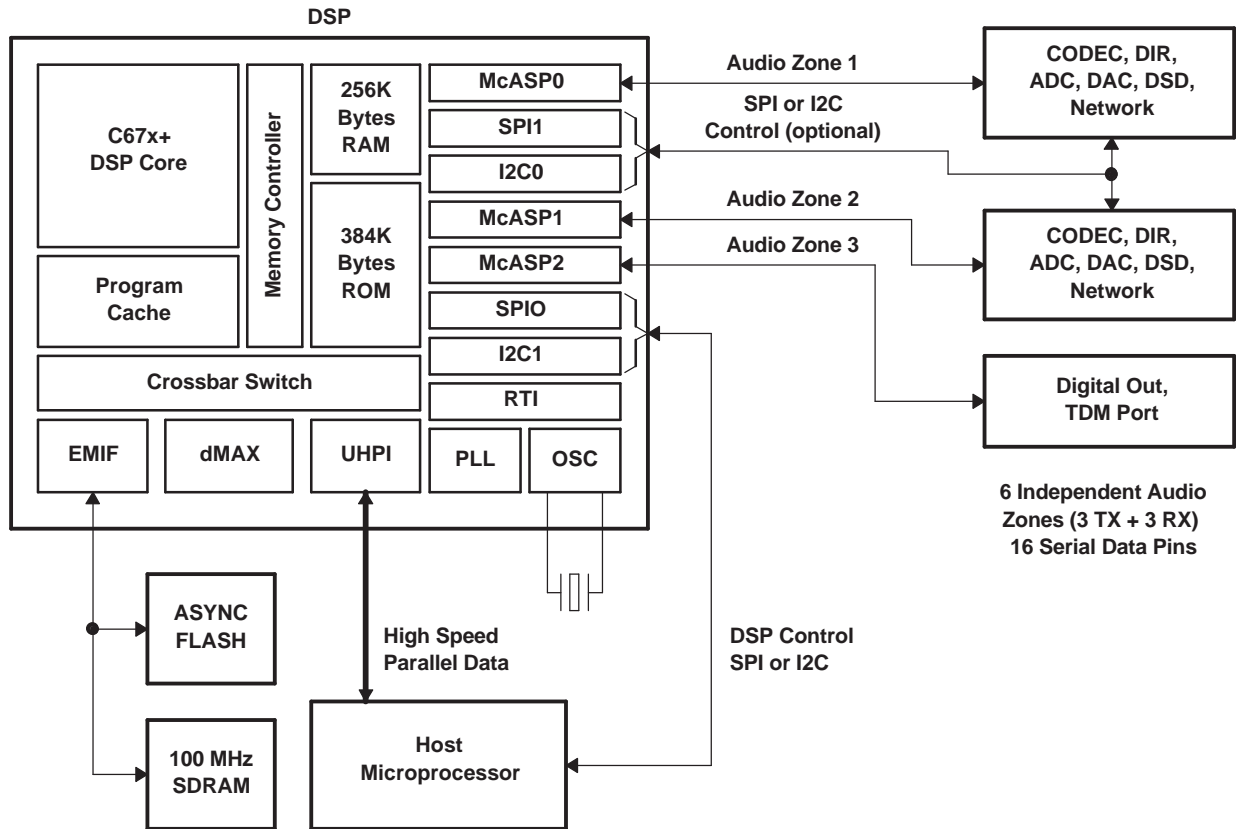 DSP
C67x+
DSP Core
Program
Cache
Memory Controller
256K
Bytes
RAM
384K
Bytes
ROM
McASP0
SPI1
I2C0
McASP1
McASP2
SPIO
I2C1
RTI
Crossbar Switch
EMIF
dMAX
UHPI
PLL
OSC
Audio Zone 1
SPI or I2C
Control (optional)
Audio Zone 2
Audio Zone 3
CODEC, DIR,
ADC, DAC, DSD,
Network
CODEC, DIR,
ADC, DAC, DSD,
Network
Digital Out,
TDM Port
6 Independent Audio
Zones (3 TX + 3 RX)
16 Serial Data Pins
ASYNC
FLASH
High Speed
Parallel Data
DSP Control
SPI or I2C
100 MHz
SDRAM
Host
Microprocessor